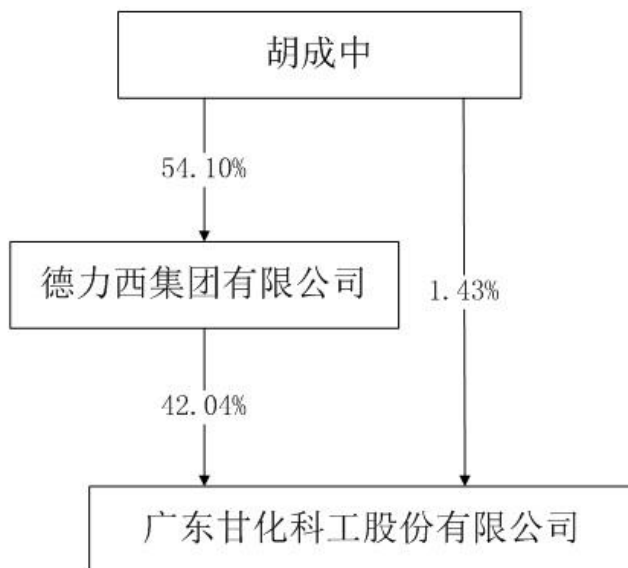 胡成中
54.10%
德力西集团有限公司
1.43%
42.04%
广东甘化科工股份有限公司